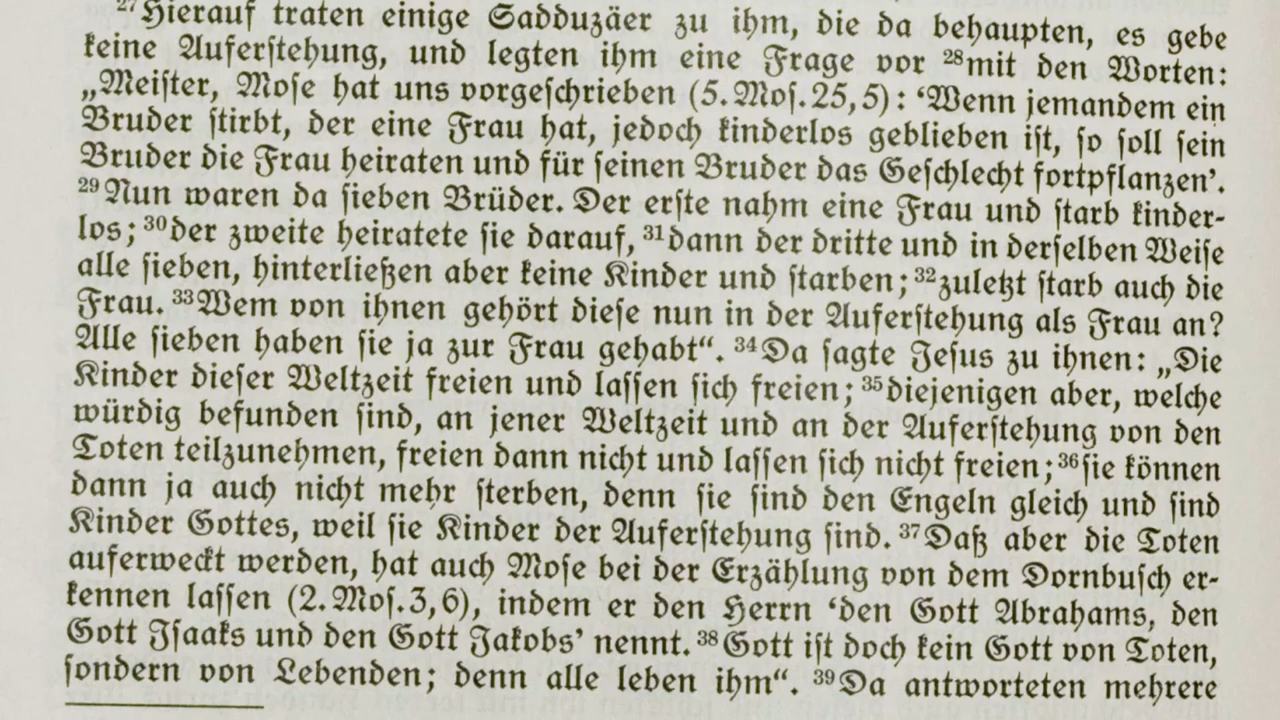 ²⁷Hierauf traten einige Sadduzäer zu ihm, die da behaupten, es gebe
keine Auferstehung, und legten ihm eine Frage vor ²⁸mit den Worten:
„Meister, Mose hat uns vorgeschrieben (5. Mos. 25, 5): ‘Wenn jemandem ein
Bruder stirbt, der eine Frau hat, jedoch kinderlos geblieben ist, so soll sein
Bruder die Frau heiraten und für seinen Bruder das Geschlecht fortpflanzen’.
²⁹Nun waren da sieben Brüder. Der erste nahm eine Frau und starb kinder-
los; ³⁰der zweite heiratete sie darauf, ³¹dann der dritte und in derselben Weise
alle sieben, hinterließen aber keine Kinder und starben; ³²zuletzt starb auch die
Frau. ³³Wem von ihnen gehört diese nun in der Auferstehung als Frau an?
Alle sieben haben sie ja zur Frau gehabt“. ³⁴Da sagte Jesus zu ihnen: „Die
Kinder dieser Weltzeit freien und lassen sich freien; ³⁵diejenigen aber, welche
würdig befunden sind, an jener Weltzeit und an der Auferstehung von den
Toten teilzunehmen, freien dann nicht und lassen sich nicht freien; ³⁶sie können
dann ja auch nicht mehr sterben, denn sie sind den Engeln gleich und sind
Kinder Gottes, weil sie Kinder der Auferstehung sind. ³⁷Daß aber die Toten
auferweckt werden, hat auch Mose bei der Erzählung von dem Dornbusch er-
kennen lassen (2. Mos. 3, 6), indem er den Herrn ‘den Gott Abrahams, den
Gott Isaaks und den Gott Jakobs’ nennt. ³⁸Gott ist doch kein Gott von Toten,
sondern von Lebenden; denn alle leben ihm“. ³⁹Da antworteten mehrere